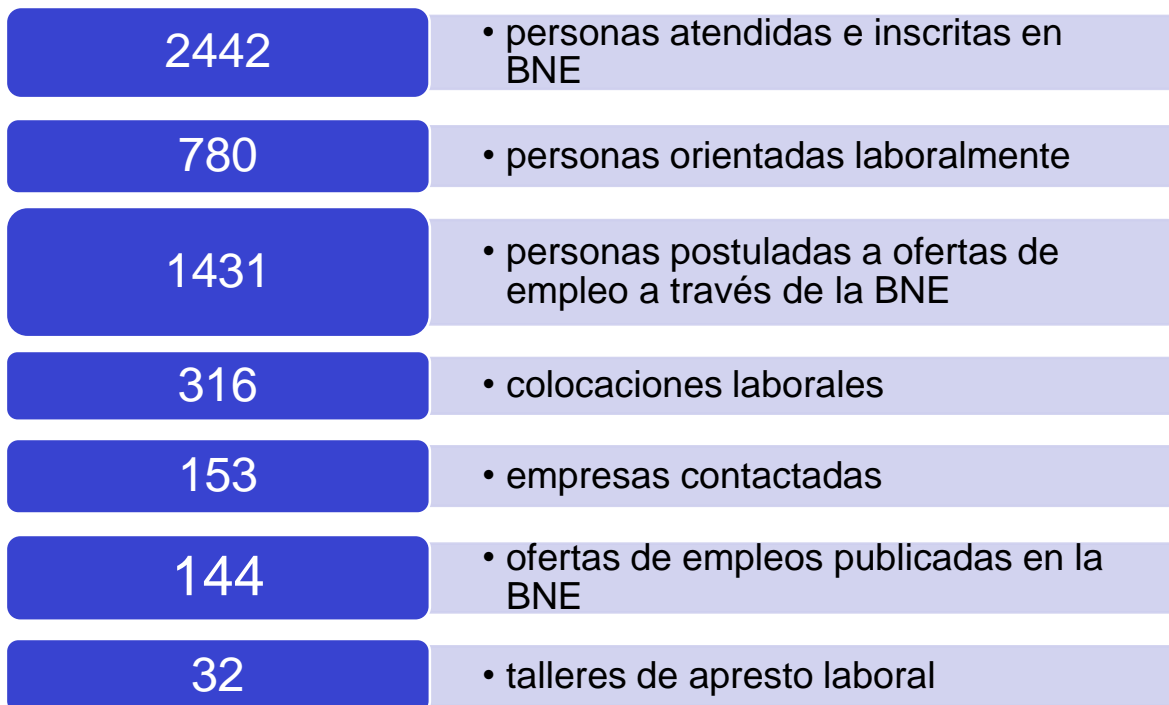 2442
• personas atendidas e inscritas en
BNE
780
• personas orientadas laboralmente
1431
• personas postuladas a ofertas de
empleo a través de la BNE
316
• colocaciones laborales
153
• empresas contactadas
144
• ofertas de empleos publicadas en la
BNE
32
• talleres de apresto laboral